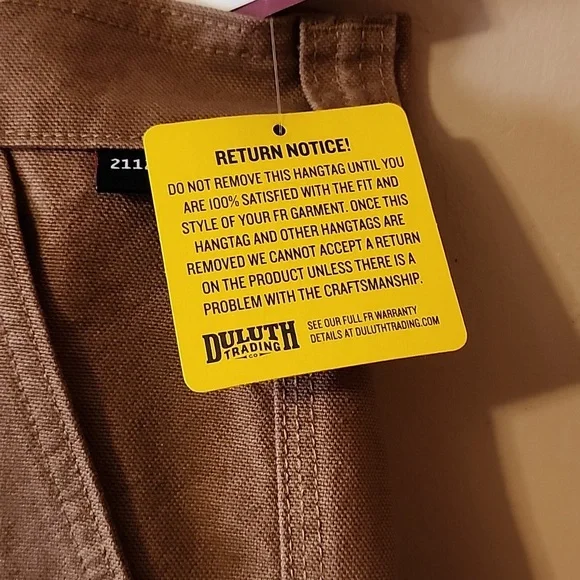 2112
RETURN NOTICE!
DO NOT REMOVE THIS HANGTAG UNTIL YOU
ARE 100% SATISFIED WITH THE FIT AND
STYLE OF YOUR FR GARMENT. ONCE THIS
HANGTAG AND OTHER HANGTAGS ARE
REMOVED WE CANNOT ACCEPT A RETURN
ON THE PRODUCT UNLESS THERE IS A
PROBLEM WITH THE CRAFTSMANSHIP.
DULUTH
TRADING
CO
SEE OUR FULL FR WARRANTY
DETAILS AT DULUTHTRADING.COM